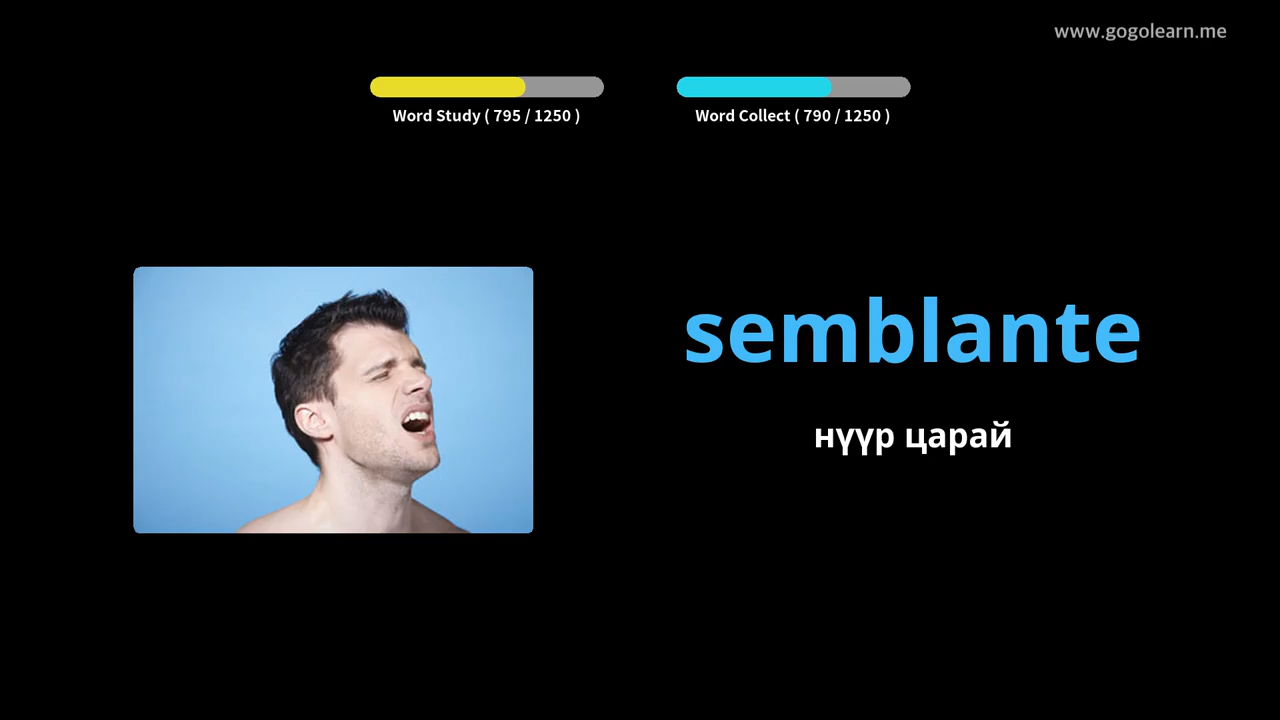 www.gogolearn.me
Word Study ( 795 / 1250 )
Word Collect ( 790 / 1250 )
semblante
нүүр царай